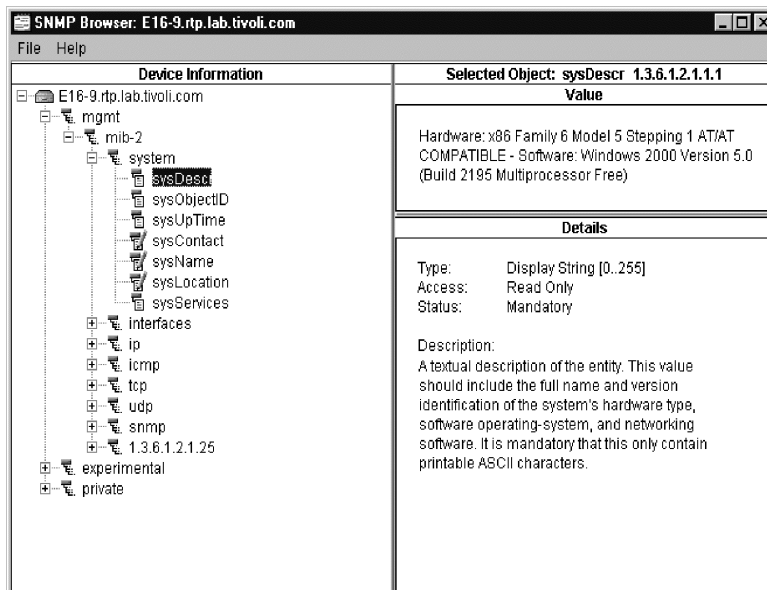 SNMP Browser: E16-9.rtp.lab.tivoli.com
File Help
Device Information
E16-9.rtp.lab.tivoli.com
mgmt
mib-2
system
sysDescr
sysObjectID
sysUpTime
sysContact
sysName
sysLocation
sysServices
interfaces
ip
icmp
tcp
udp
snmp
1.3.6.1.2.1.25
experimental
private
Selected Object: sysDescr 1.3.6.1.2.1.1.1
Value
Hardware: x86 Family 6 Model 5 Stepping 1 AT/AT
COMPATIBLE - Software: Windows 2000 Version 5.0
(Build 2195 Multiprocessor Free)
Details
Type: Display String [0..255]
Access: Read Only
Status: Mandatory
Description:
A textual description of the entity. This value
should include the full name and version
identification of the system's hardware type,
software operating-system, and networking
software. It is mandatory that this only contain
printable ASCII characters.